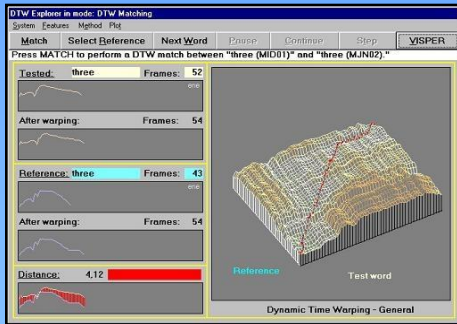 DTW Explorer in mode: DTW Matching
System Features Method Plot
Match Select Reference Next Word Pause Continue Stop VISPER
Press MATCH to perform a DTW match between "three (MID01)" and "three (MJN02)."
Tested: three Frames: 52
ene
After warping: Frames: 54
Reference: three Frames: 43
ene
After warping: Frames: 54
Distance: 4,12
Reference
Test word
Dynamic Time Warping - General